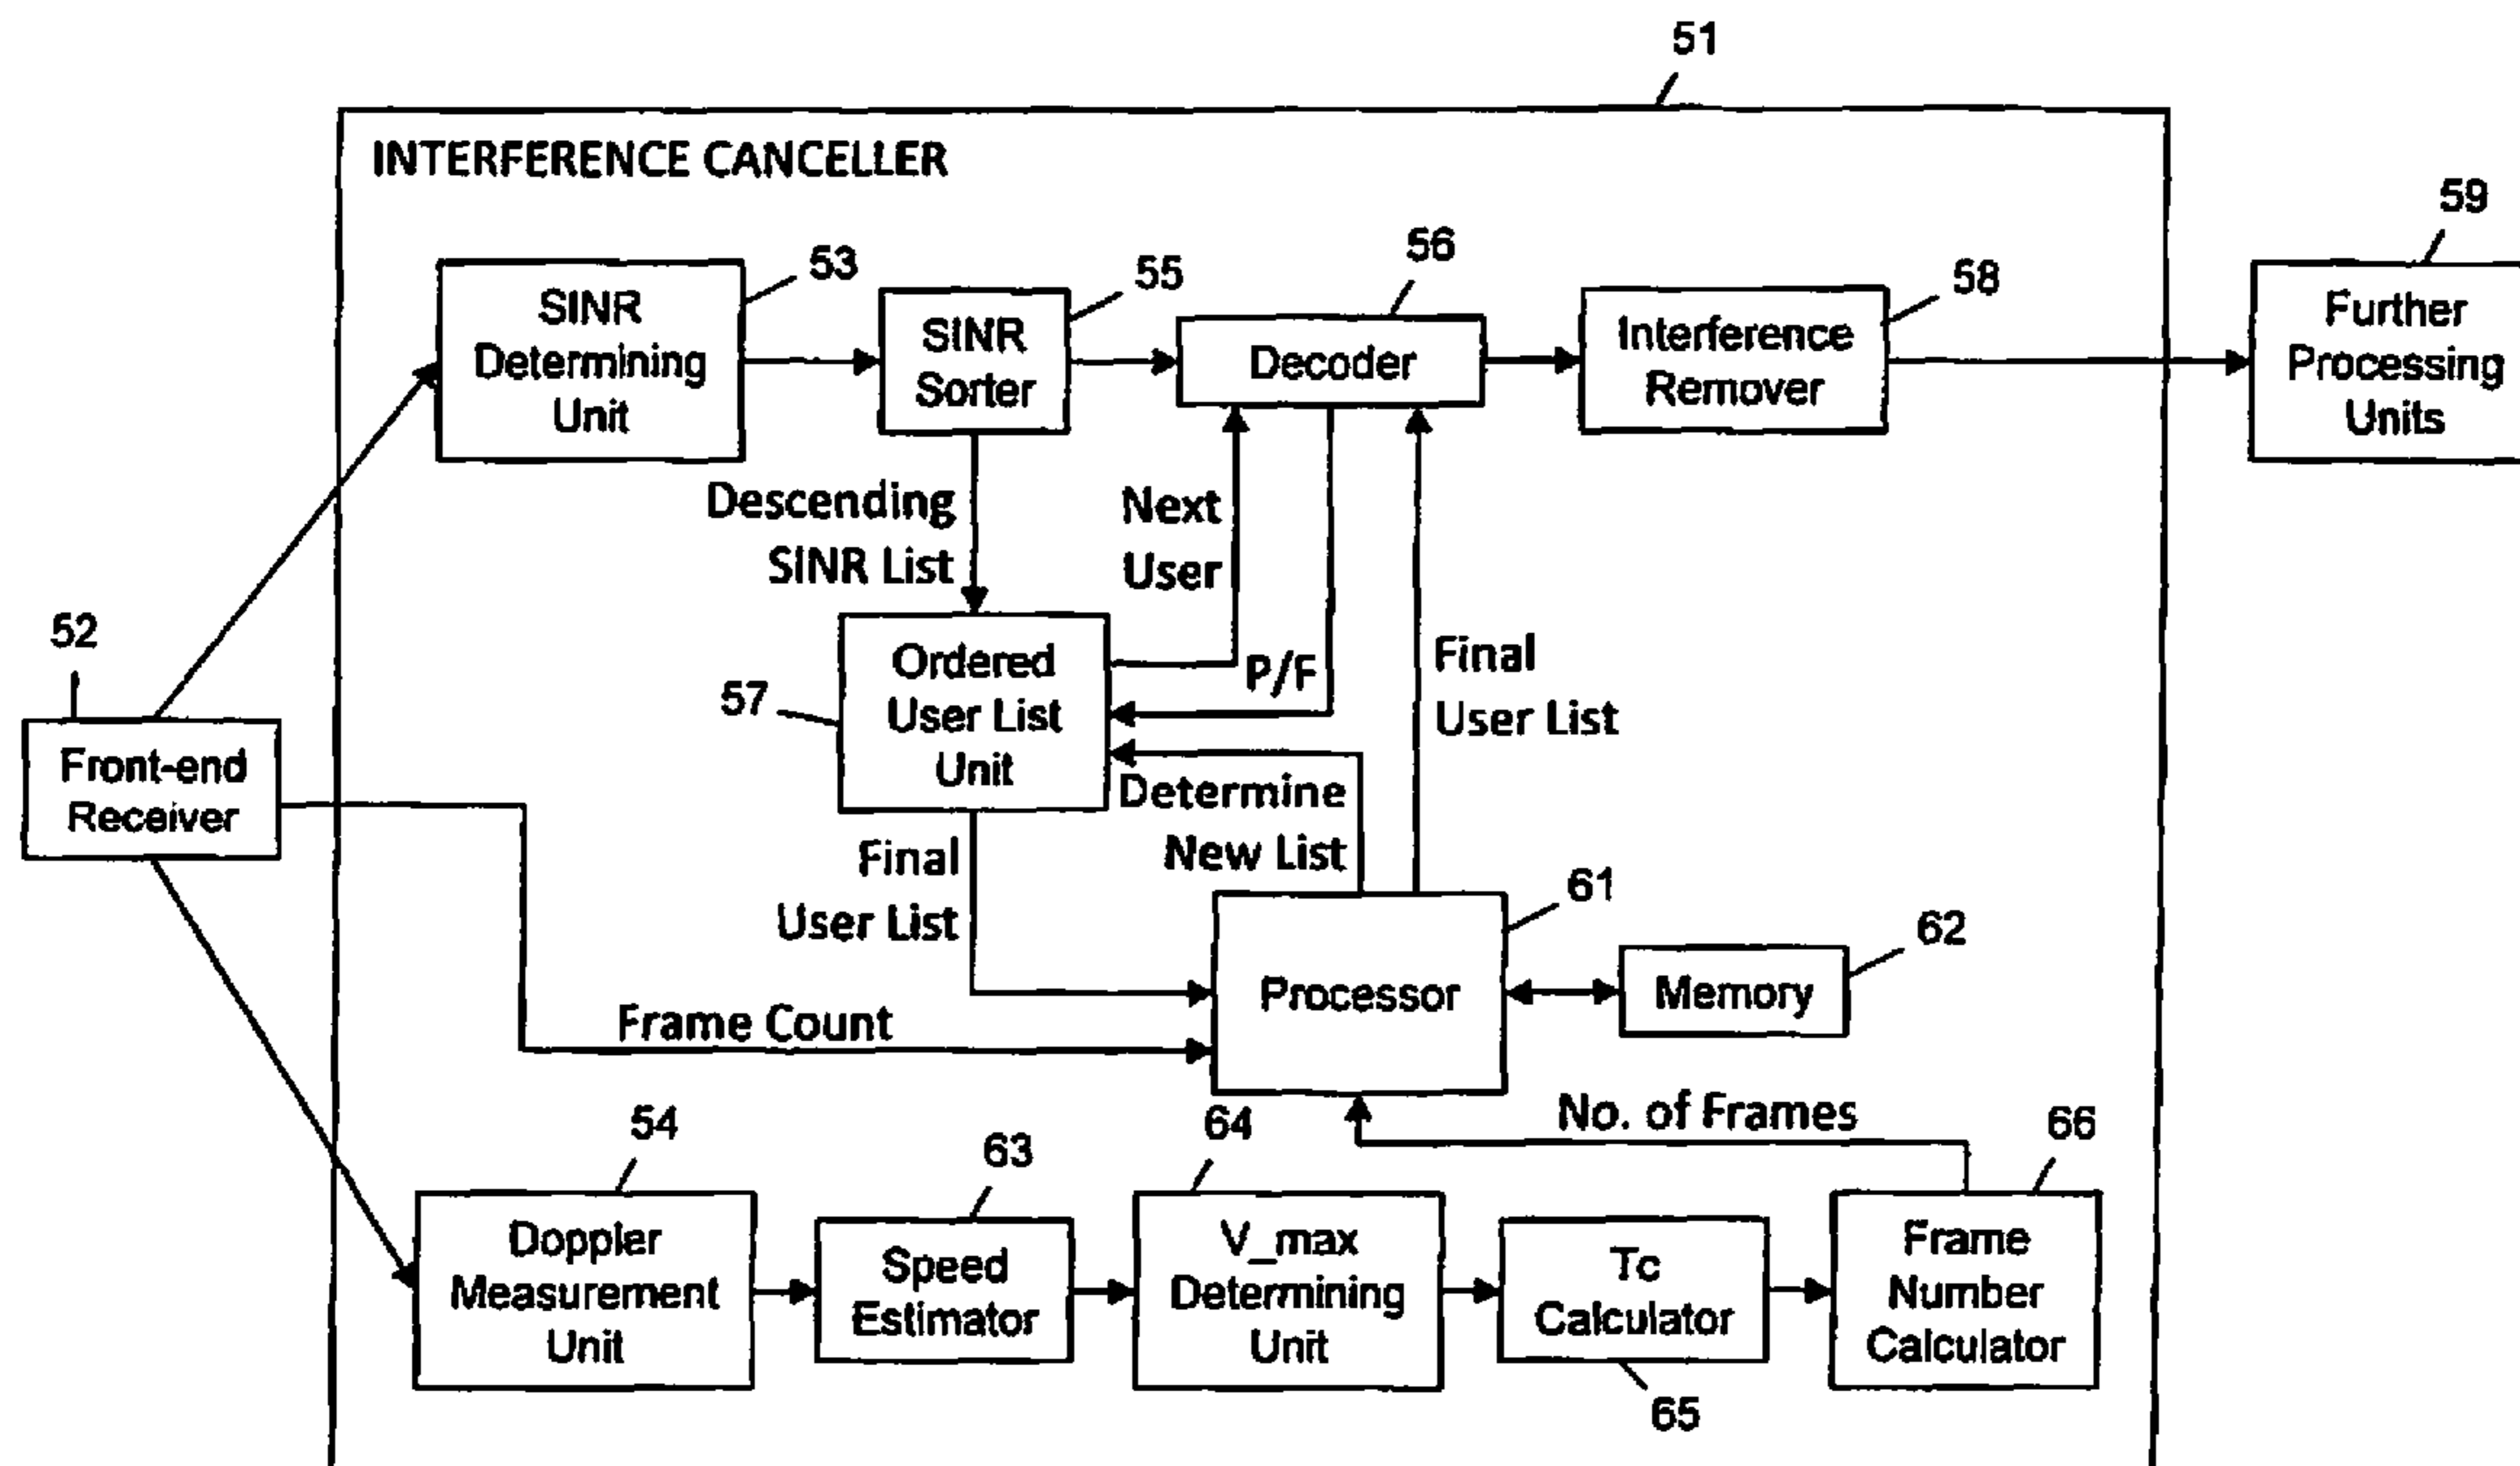 51
INTERFERENCE CANCELLER
59
Further
Processing
Units
53
SINR
Determining
Unit
55
SINR
Sorter
56
Decoder
58
Interference
Remover
Descending
SINR List
Next
User
P/F
Final
User List
52
Front-end
Receiver
57
Ordered
User List
Unit
Determine
New List
Final
User List
61
Processor
62
Memory
Frame Count
No. of Frames
54
Doppler
Measurement
Unit
63
Speed
Estimator
64
V_max
Determining
Unit
Tc
Calculator
65
66
Frame
Number
Calculator